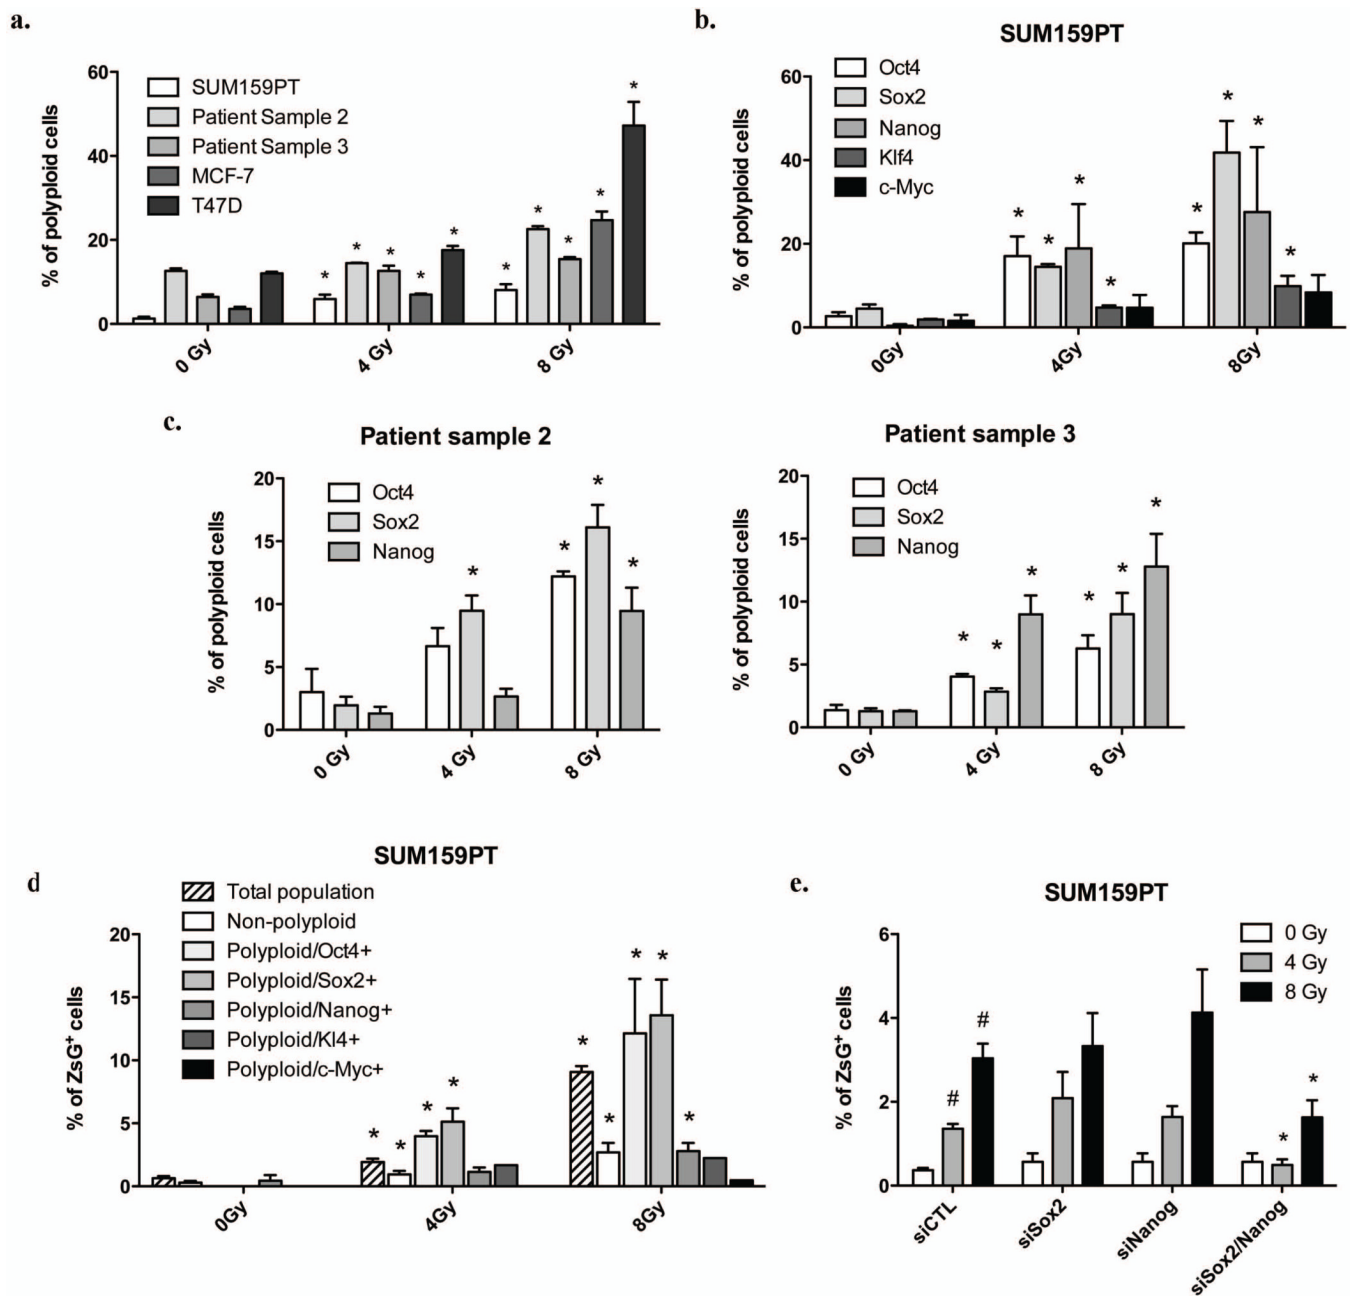 a.
% of polyploid cells
60
40
20
0
SUM159PT
Patient Sample 2
Patient Sample 3
MCF-7
T47D
* * * * *
* * * * *
0 Gy
4 Gy
8 Gy
b.
SUM159PT
% of polyploid cells
60
40
20
0
Oct4
Sox2
Nanog
Klf4
c-Myc
* * * *
* * * *
0Gy
4Gy
8Gy
c.
Patient sample 2
% of polyploid cells
20
15
10
5
0
Oct4
Sox2
Nanog
*
* * *
0 Gy
4 Gy
8 Gy
Patient sample 3
% of polyploid cells
20
15
10
5
0
Oct4
Sox2
Nanog
* * *
* * *
0 Gy
4 Gy
8 Gy
d
SUM159PT
% of ZsG+ cells
20
15
10
5
0
Total population
Non-polyploid
Polyploid/Oct4+
Polyploid/Sox2+
Polyploid/Nanog+
Polyploid/Kl4+
Polyploid/c-Myc+
* * * *
* * * * *
0Gy
4Gy
8Gy
e.
SUM159PT
% of ZsG+ cells
6
4
2
0
0 Gy
4 Gy
8 Gy
# #
* *
siCTL
siSox2
siNanog
siSox2/Nanog